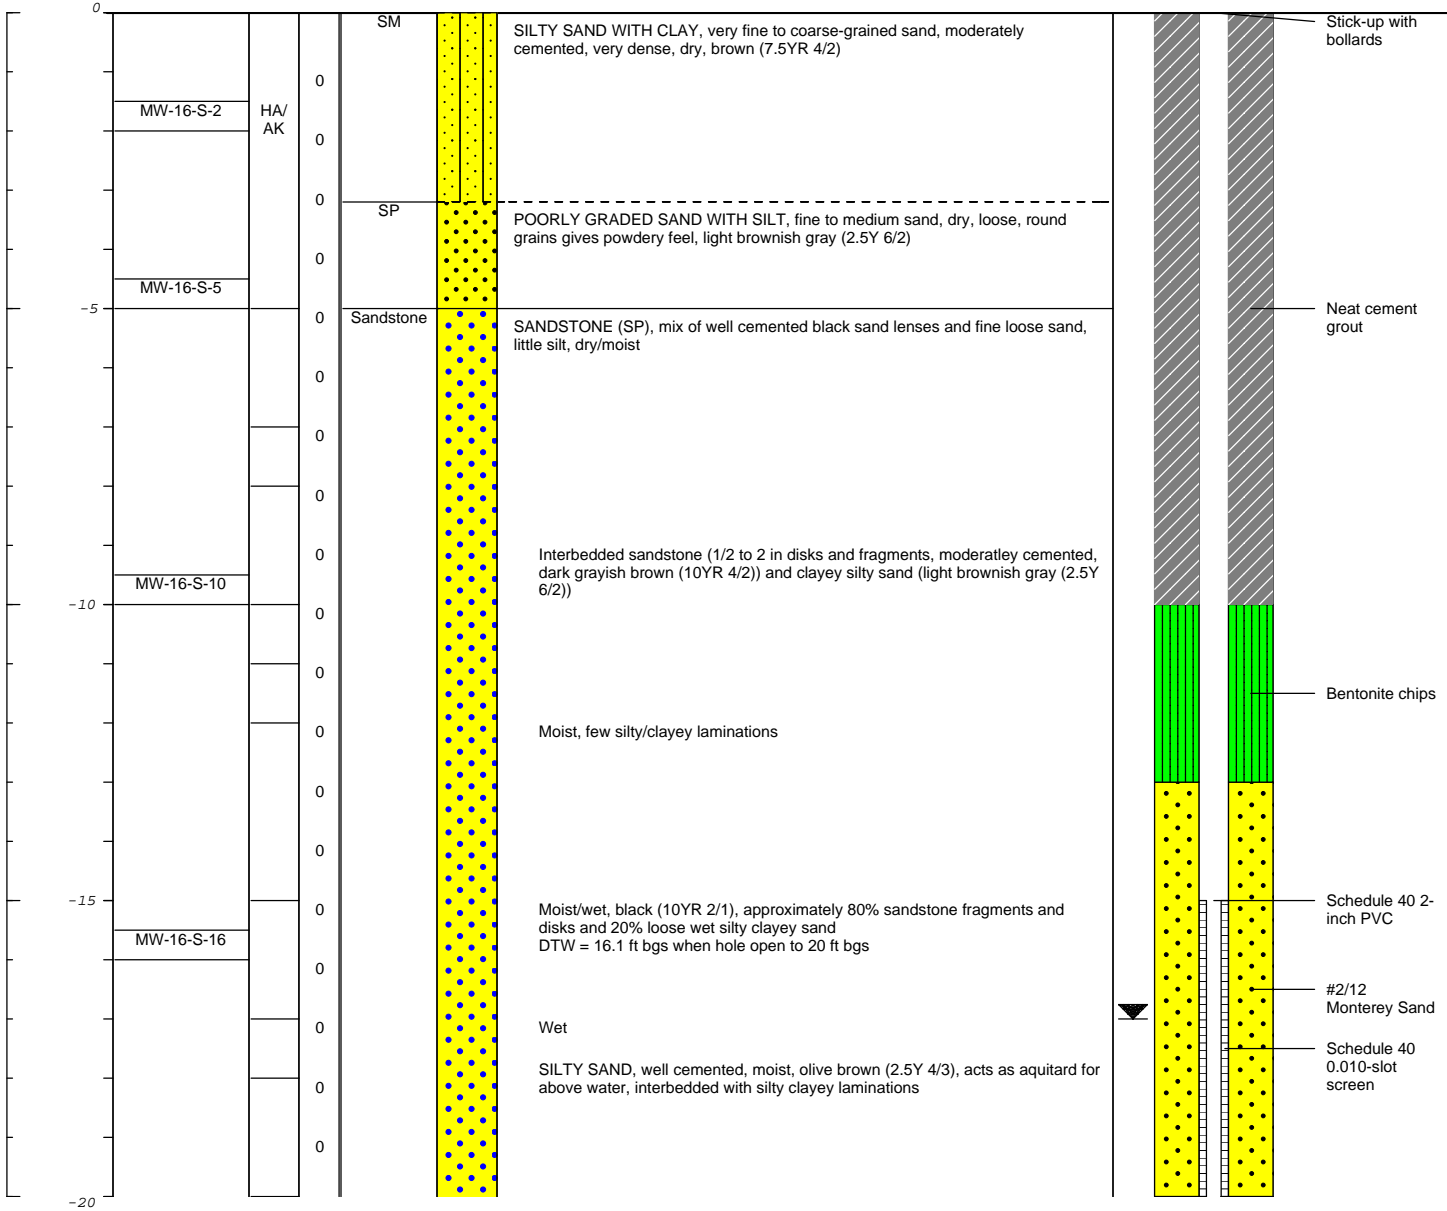 0
SM
SILTY SAND WITH CLAY, very fine to coarse-grained sand, moderately
cemented, very dense, dry, brown (7.5YR 4/2)
Stick-up with
bollards
0
MW-16-S-2
HA/
AK
0
0
SP
POORLY GRADED SAND WITH SILT, fine to medium sand, dry, loose, round
grains gives powdery feel, light brownish gray (2.5Y 6/2)
0
MW-16-S-5
-5
0
Sandstone
SANDSTONE (SP), mix of well cemented black sand lenses and fine loose sand,
little silt, dry/moist
Neat cement
grout
0
0
0
0
Interbedded sandstone (1/2 to 2 in disks and fragments, moderatley cemented,
dark grayish brown (10YR 4/2)) and clayey silty sand (light brownish gray (2.5Y
6/2))
MW-16-S-10
-10
0
0
Bentonite chips
0
Moist, few silty/clayey laminations
0
0
-15
0
Moist/wet, black (10YR 2/1), approximately 80% sandstone fragments and
disks and 20% loose wet silty clayey sand
DTW = 16.1 ft bgs when hole open to 20 ft bgs
Schedule 40 2-
inch PVC
MW-16-S-16
0
#2/12
Monterey Sand
0
Wet
Schedule 40
0.010-slot
screen
0
SILTY SAND, well cemented, moist, olive brown (2.5Y 4/3), acts as aquitard for
above water, interbedded with silty clayey laminations
0
-20